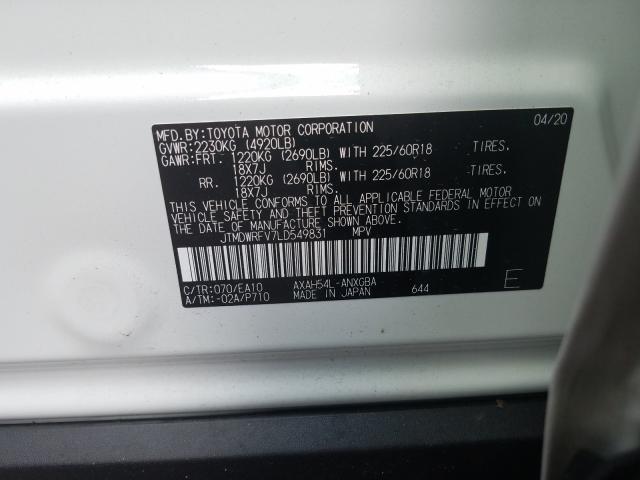 MFD.BY:TOYOTA MOTOR CORPORATION 04/20
GVWR:2230KG (4920LB)
GAWR:FRT. 1220KG (2690LB) WITH 225/60R18 TIRES.
18X7J RIMS.
RR. 1220KG (2690LB) WITH 225/60R18 TIRES.
18X7J RIMS.
THIS VEHICLE CONFORMS TO ALL APPLICABLE FEDERAL MOTOR
VEHICLE SAFETY AND THEFT PREVENTION STANDARDS IN EFFECT ON
THE DATE OF MANUFACTURE SHOWN ABOVE.
JTMDWRFV7LD549831 MPV
C/TR:070/EA10 AXAH54L-ANXGBA
A/TM:-02A/P710 MADE IN JAPAN 644 E